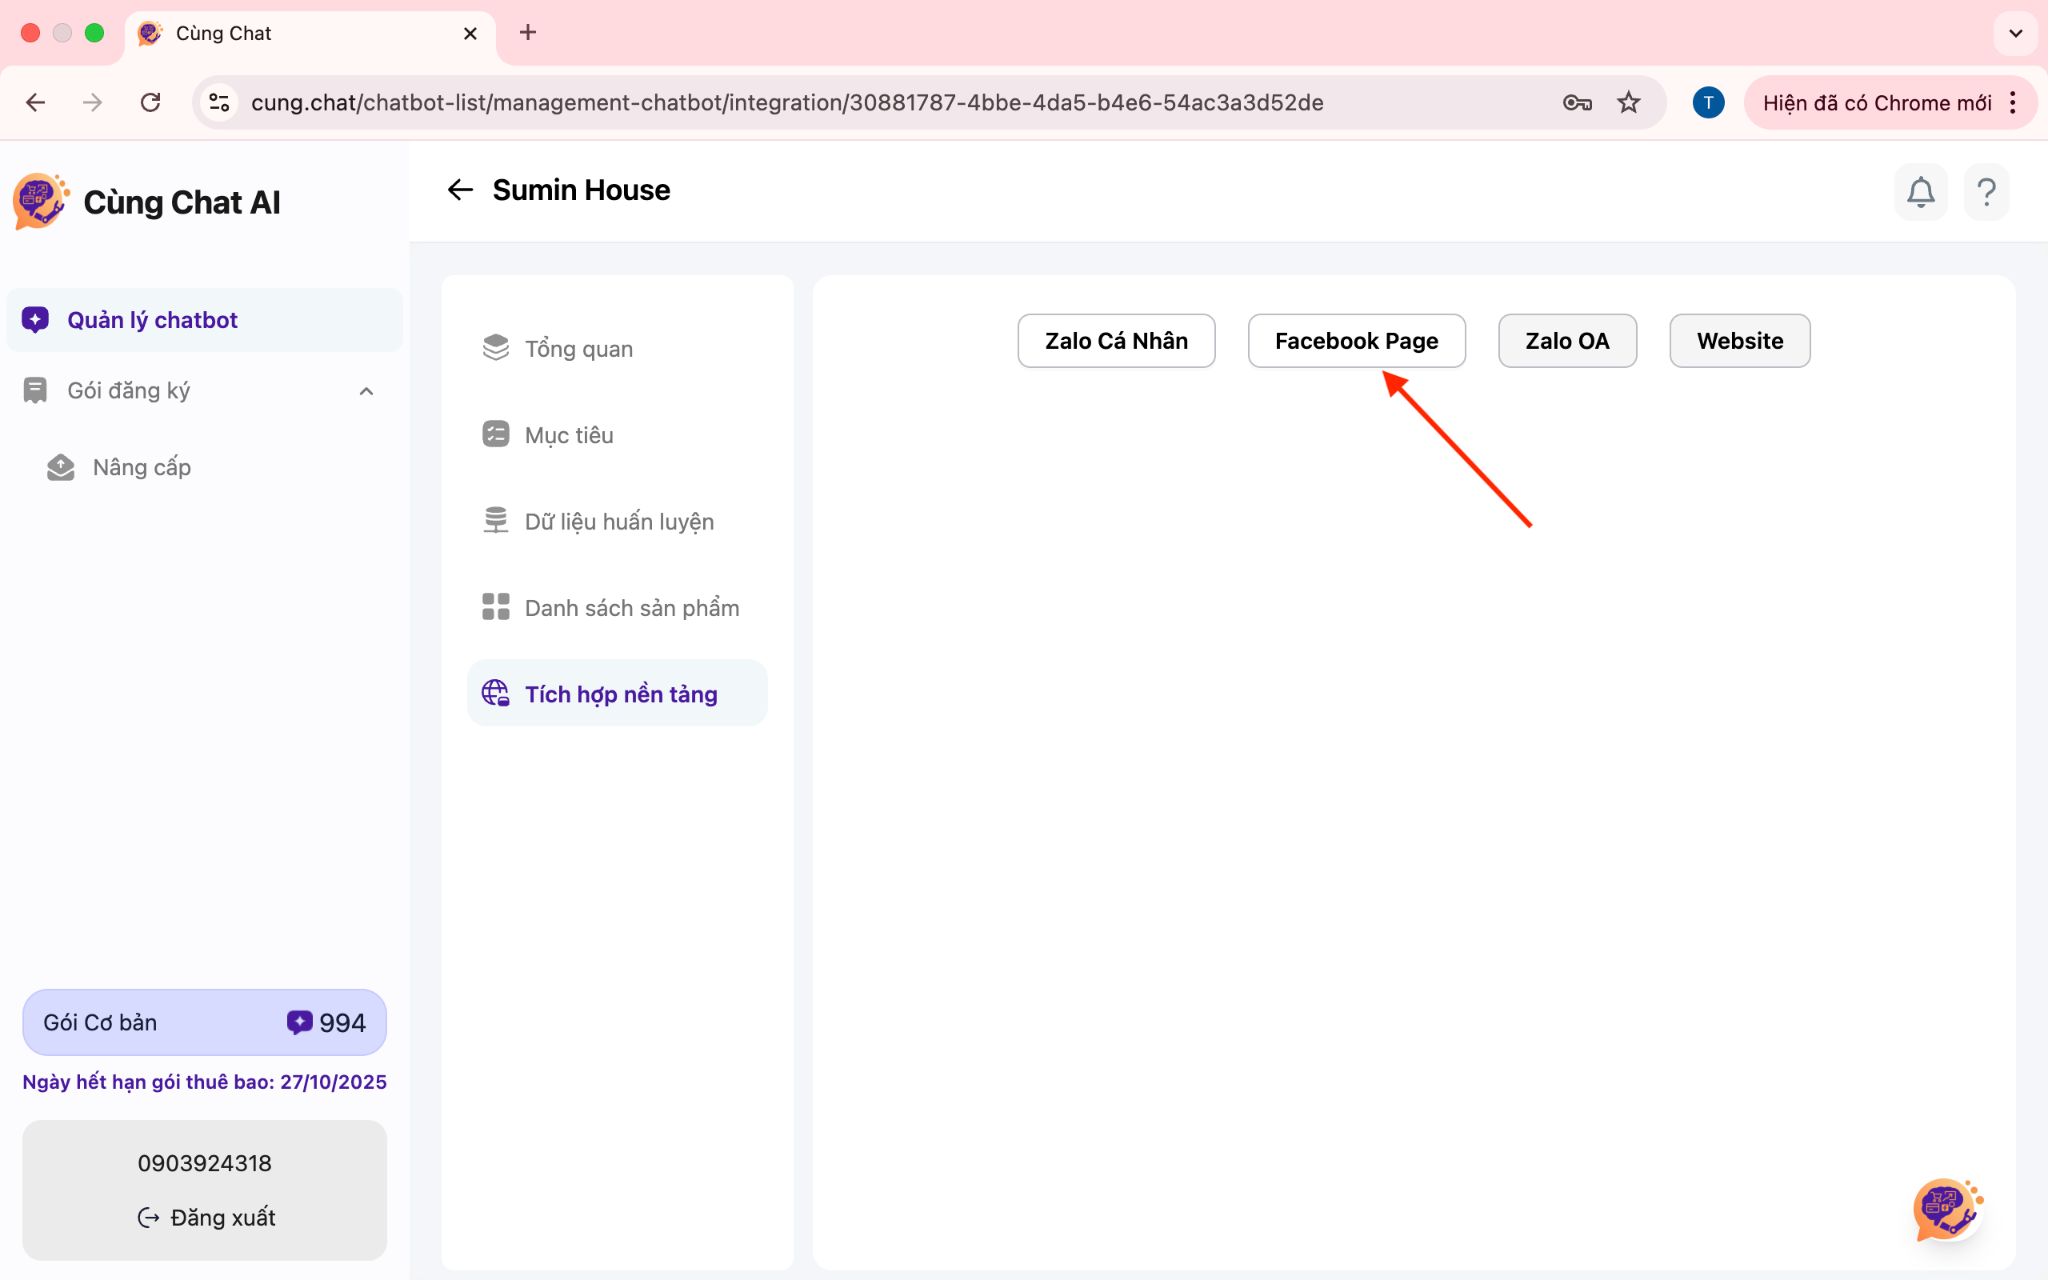 Cùng Chat
cung.chat/chatbot-list/management-chatbot/integration/30881787-4bbe-4da5-b4e6-54ac3a3d52de
T
Hiện đã có Chrome mới
Cùng Chat AI
Sumin House
?
Quản lý chatbot
Gói đăng ký
Nâng cấp
Tổng quan
Mục tiêu
Dữ liệu huấn luyện
Danh sách sản phẩm
Tích hợp nền tảng
Zalo Cá Nhân
Facebook Page
Zalo OA
Website
Gói Cơ bản
994
Ngày hết hạn gói thuê bao: 27/10/2025
0903924318
Đăng xuất